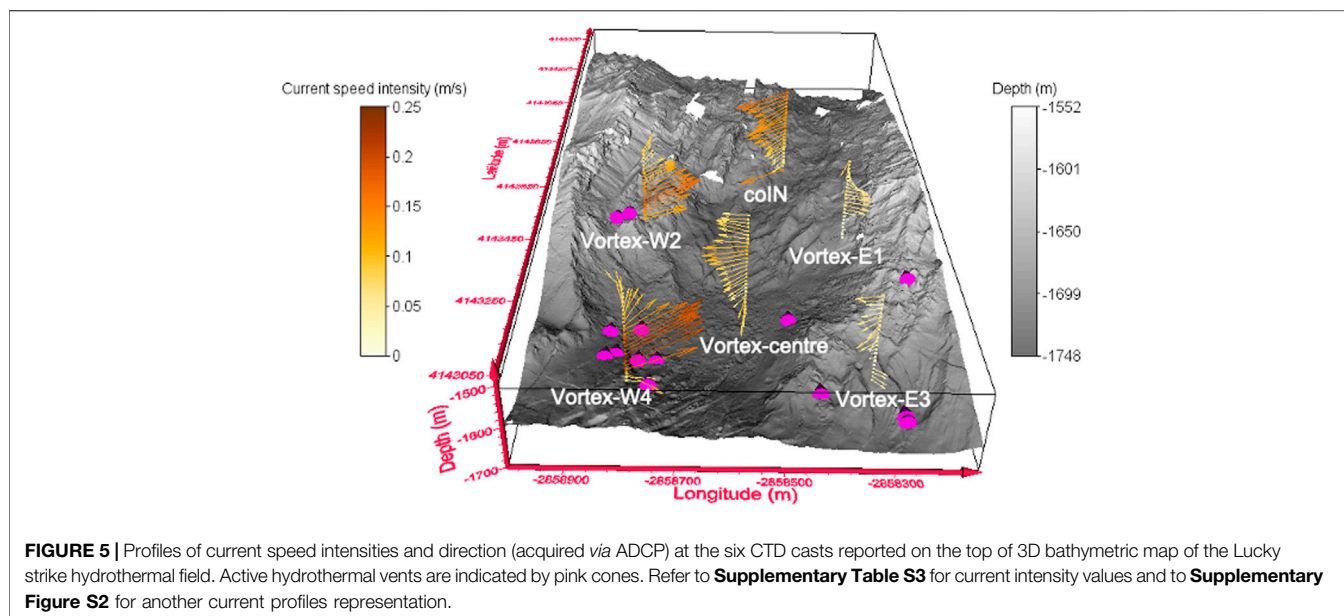 Current speed intensity (m/s)
0.25
0.2
0.15
0.1
0.05
0
Depth (m)
-1552
-1601
-1650
-1699
-1748
Latitude (m)
4143450
4143250
4143050
-1500
-1600
-1700
Depth (m)
-2858900
-2858700
-2858500
-2858300
Longitude (m)
colN
Vortex-W2
Vortex-E1
Vortex-centre
Vortex-W4
Vortex-E3
FIGURE 5 | Profiles of current speed intensities and direction (acquired via ADCP) at the six CTD casts reported on the top of 3D bathymetric map of the Lucky
strike hydrothermal field. Active hydrothermal vents are indicated by pink cones. Refer to Supplementary Table S3 for current intensity values and to Supplementary
Figure S2 for another current profiles representation.